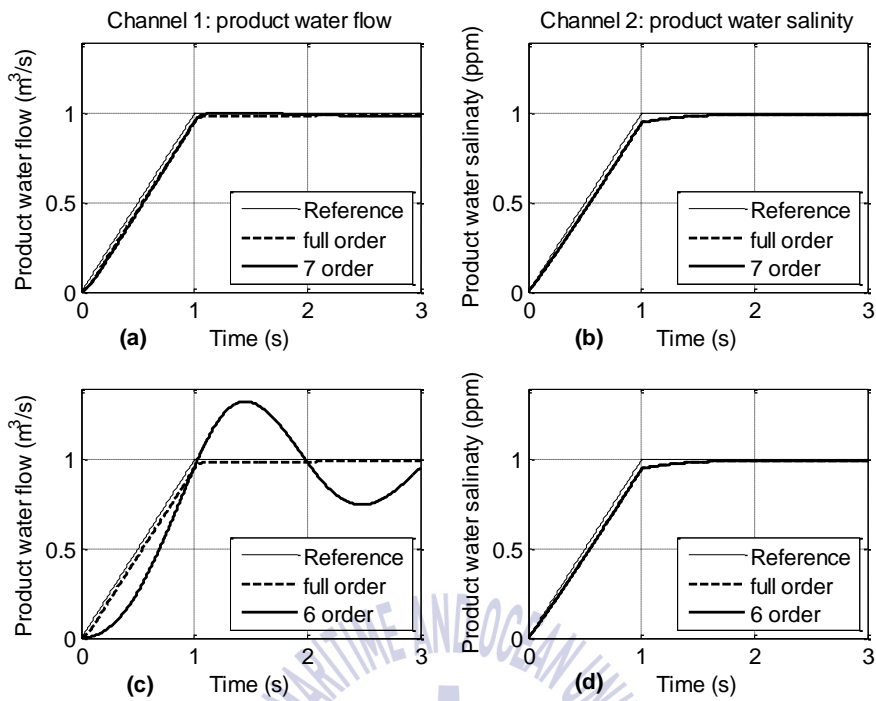 Channel 1: product water flow
Channel 2: product water salinity
Product water flow (m³/s)
1
0.5
0
0
1
2
3
Reference
full order
7 order
(a)
Time (s)
Product water salinaty (ppm)
1
0.5
0
0
1
2
3
Reference
full order
7 order
(b)
Time (s)
Product water flow (m³/s)
1
0.5
0
0
1
2
3
Reference
full order
6 order
(c)
Time (s)
Product water salinaty (ppm)
1
0.5
0
0
1
2
3
Reference
full order
6 order
(d)
Time (s)
MARITIME AND OCEAN